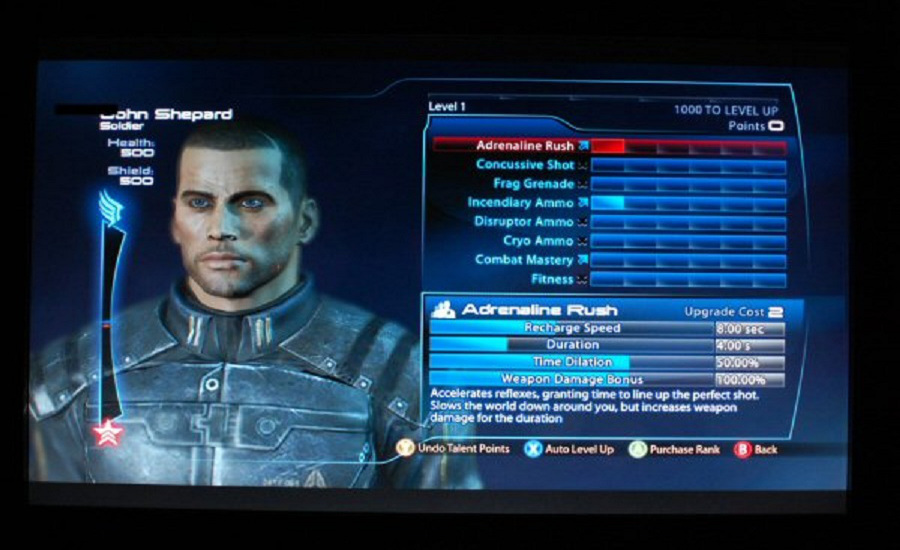 John Shepard
Soldier
Health:
500
Shield:
500
Level 1
1000 TO LEVEL UP
Points 0
Adrenaline Rush
Concussive Shot
Frag Grenade
Incendiary Ammo
Disruptor Ammo
Cryo Ammo
Combat Mastery
Fitness
Adrenaline Rush
Upgrade Cost 2
Recharge Speed 8.00 sec
Duration 4.00 s
Time Dilation 50.00%
Weapon Damage Bonus 100.00%
Accelerates reflexes, granting time to line up the perfect shot.
Slows the world down around you, but increases weapon
damage for the duration
Y Undo Talent Points X Auto Level Up A Purchase Rank B Back